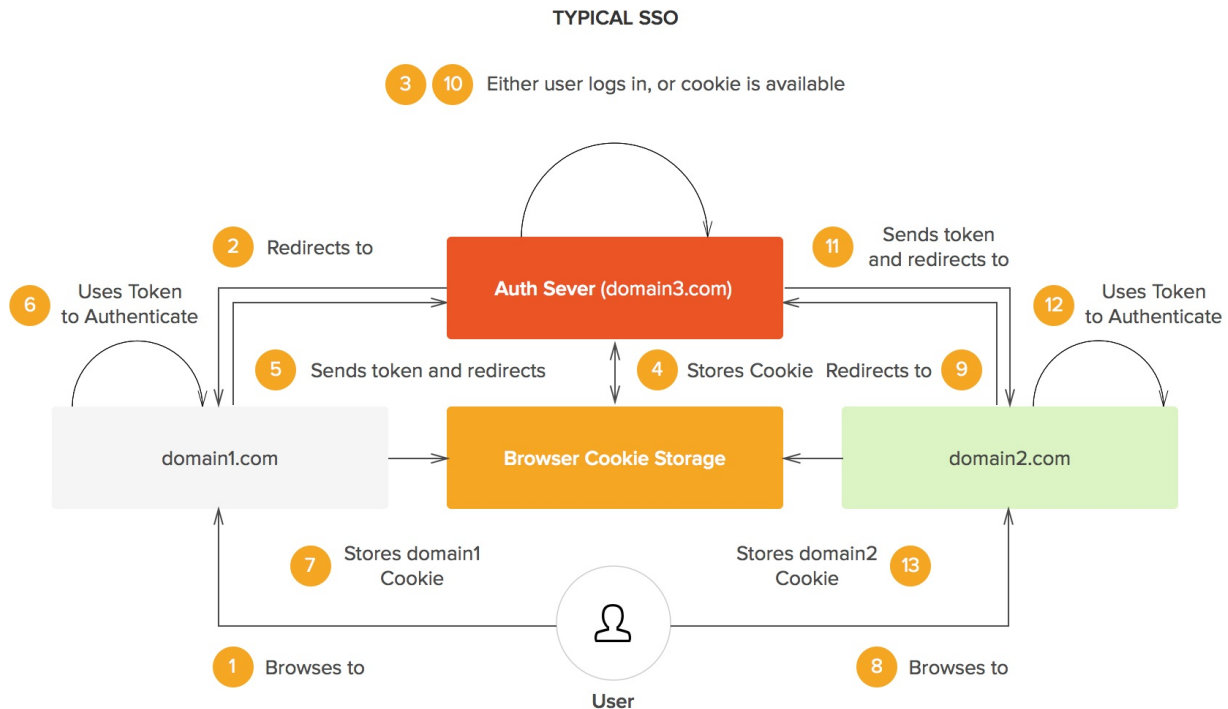 TYPICAL SSO
3 10 Either user logs in, or cookie is available
2 Redirects to
11 Sends token
and redirects to
6 Uses Token
to Authenticate
Auth Sever (domain3.com)
12 Uses Token
to Authenticate
5 Sends token and redirects
4 Stores Cookie
Redirects to 9
domain1.com
Browser Cookie Storage
domain2.com
7 Stores domain1
Cookie
Stores domain2
Cookie 13
1 Browses to
8 Browses to
User